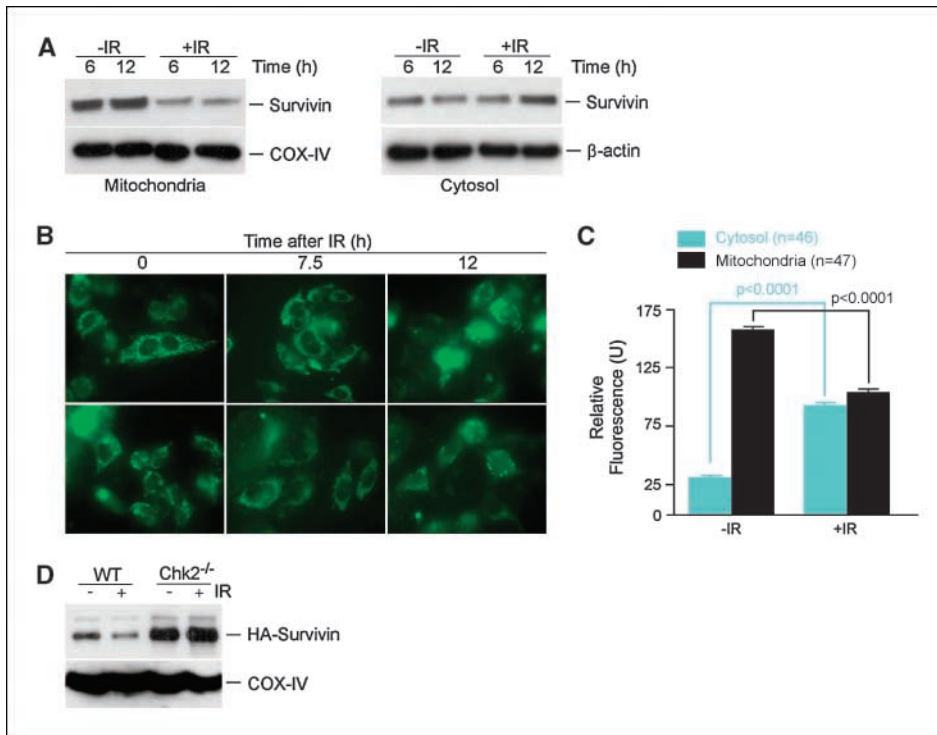 A
-IR +IR
6 12 6 12 Time (h)
Survivin
COX-IV
Mitochondria
-IR +IR
6 12 6 12 Time (h)
Survivin
β-actin
Cytosol
B
Time after IR (h)
0 7.5 12
C
Cytosol (n=46)
Mitochondria (n=47)
p<0.0001
p<0.0001
Relative
Fluorescence (U)
175
125
75
25
0
-IR +IR
D
WT Chk2-/-
- + - + IR
HA-Survivin
COX-IV